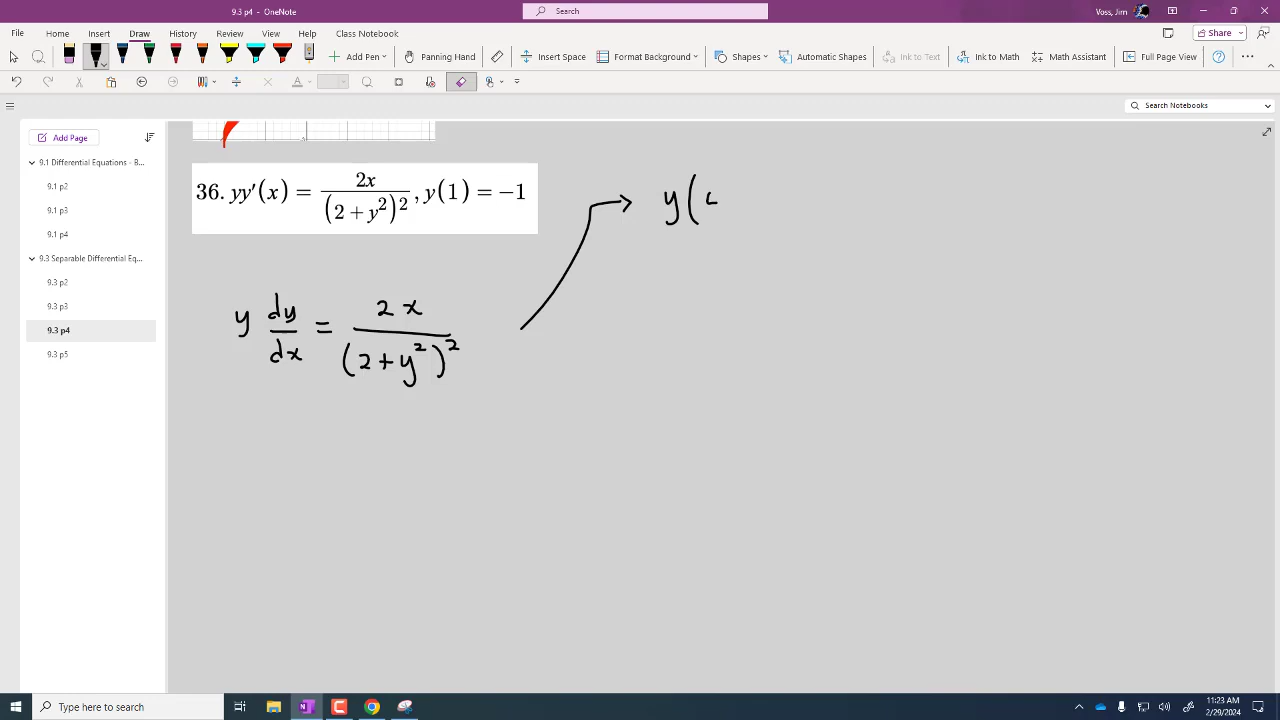 9.3 p4 - OneNote
Search
Voss, Jim
File Home Insert Draw History Review View Help Class Notebook
Share
Add Pen
Panning Hand
Insert Space
Format Background
Shapes
Automatic Shapes
Ink to Text
Ink to Math
Math Assistant
Full Page View
Search Notebooks
Add Page
9.1 Differential Equations - B...
9.1 p2
9.1 p3
9.1 p4
9.3 Separable Differential Equ...
9.3 p2
9.3 p3
9.3 p4
9.3 p5
36. yy′(x) = 2x / (2 + y²)², y(1) = −1
y dy/dx = 2x / (2 + y²)²
y(
Type here to search
11:23 AM
2/29/2024